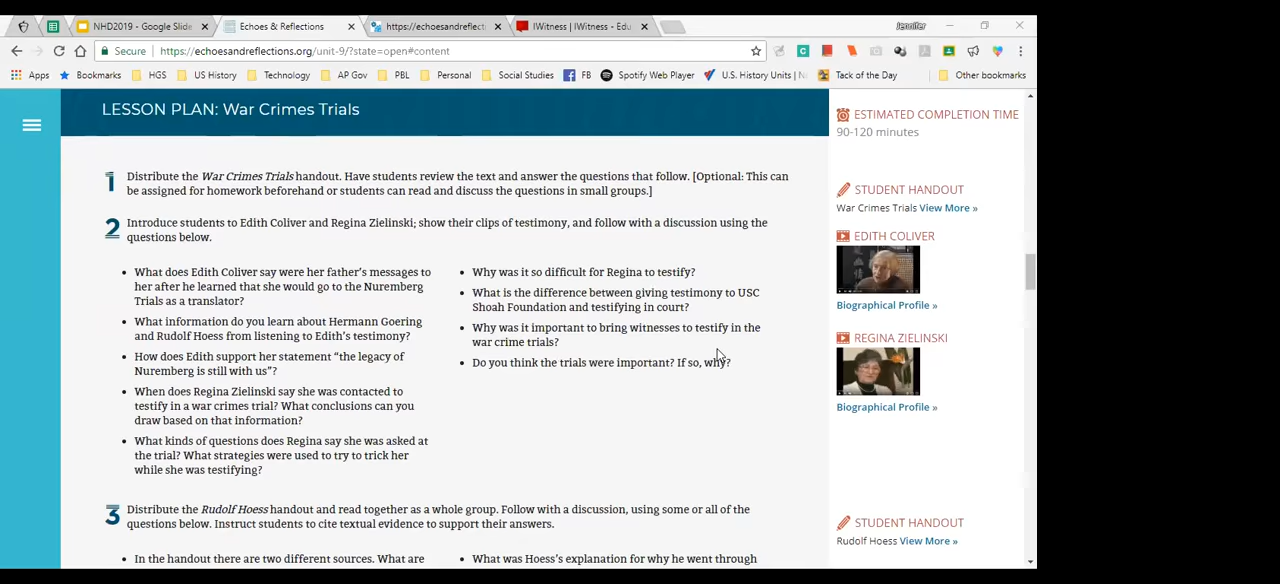 NHD2019 - Google Slide
Echoes & Reflections
https://echoesandreflect
IWitness | IWitness - Edu
Jennifer
Secure
https://echoesandreflections.org/unit-9/?state=open#content
Apps
Bookmarks
HGS
US History
Technology
AP Gov
PBL
Personal
Social Studies
FB
Spotify Web Player
U.S. History Units | N
Tack of the Day
Other bookmarks
LESSON PLAN: War Crimes Trials
1
Distribute the War Crimes Trials handout. Have students review the text and answer the questions that follow. [Optional: This can
be assigned for homework beforehand or students can read and discuss the questions in small groups.]
2
Introduce students to Edith Coliver and Regina Zielinski; show their clips of testimony, and follow with a discussion using the
questions below.
• What does Edith Coliver say were her father's messages to
her after he learned that she would go to the Nuremberg
Trials as a translator?
• What information do you learn about Hermann Goering
and Rudolf Hoess from listening to Edith's testimony?
• How does Edith support her statement "the legacy of
Nuremberg is still with us"?
• When does Regina Zielinski say she was contacted to
testify in a war crimes trial? What conclusions can you
draw based on that information?
• What kinds of questions does Regina say she was asked at
the trial? What strategies were used to try to trick her
while she was testifying?
• Why was it so difficult for Regina to testify?
• What is the difference between giving testimony to USC
Shoah Foundation and testifying in court?
• Why was it important to bring witnesses to testify in the
war crime trials?
• Do you think the trials were important? If so, why?
3
Distribute the Rudolf Hoess handout and read together as a whole group. Follow with a discussion, using some or all of the
questions below. Instruct students to cite textual evidence to support their answers.
• In the handout there are two different sources. What are
• What was Hoess's explanation for why he went through
ESTIMATED COMPLETION TIME
90-120 minutes
STUDENT HANDOUT
War Crimes Trials View More »
EDITH COLIVER
Biographical Profile »
REGINA ZIELINSKI
Biographical Profile »
STUDENT HANDOUT
Rudolf Hoess View More »